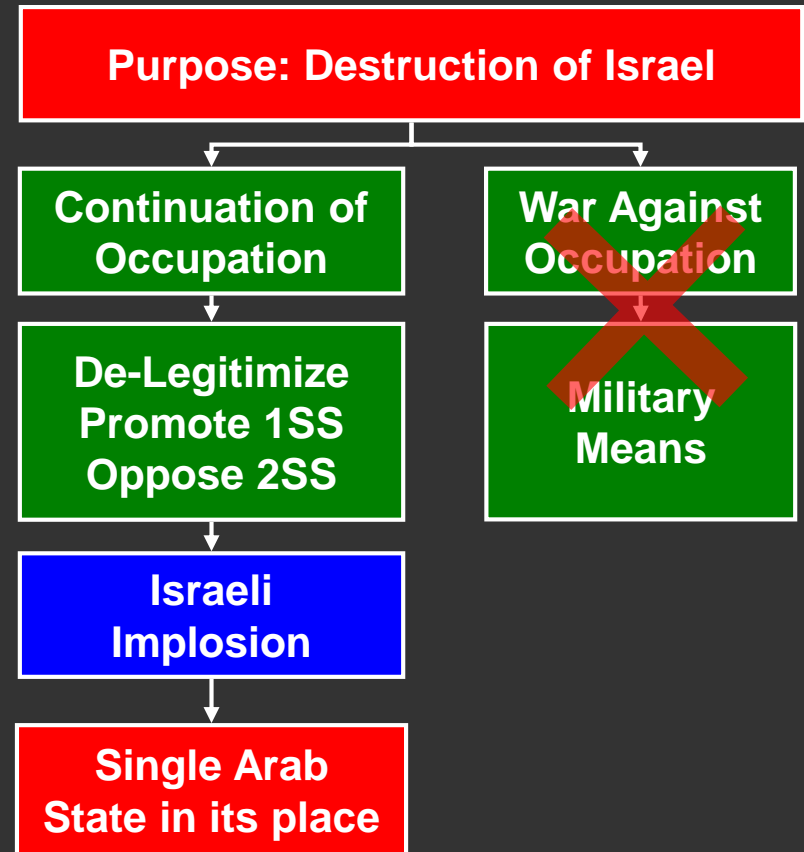 Purpose: Destruction of Israel
Continuation of
Occupation
War Against
Occupation
De-Legitimize
Promote 1SS
Oppose 2SS
Military
Means
Israeli
Implosion
Single Arab
State in its place